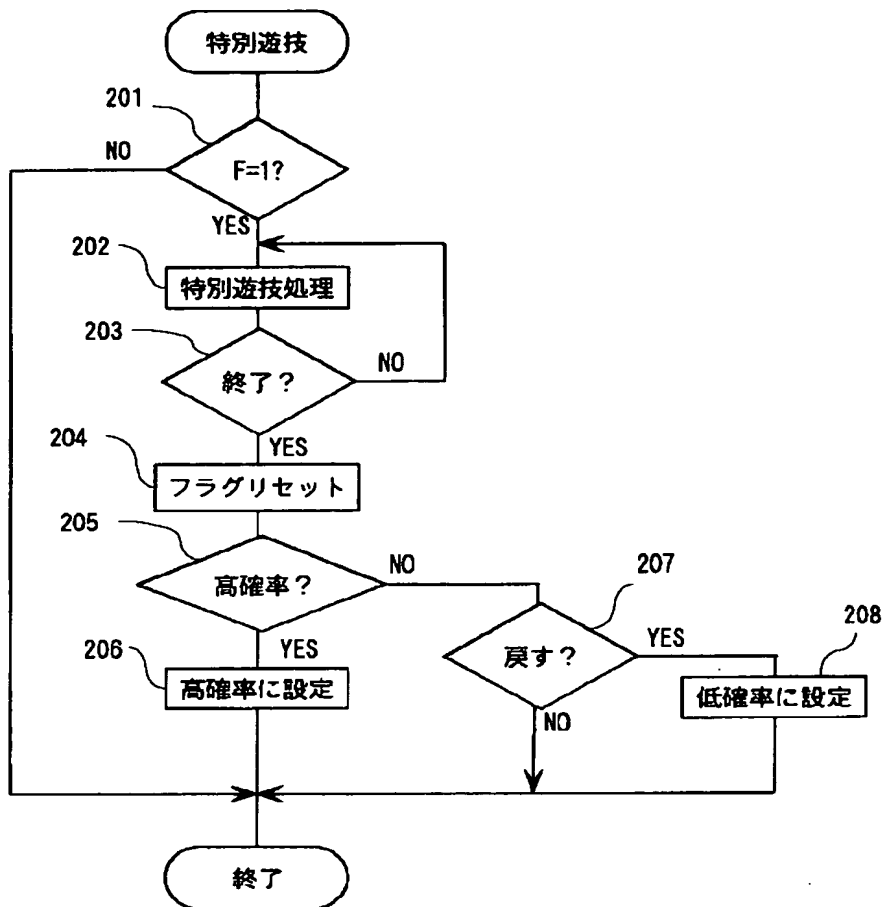 特別遊技
201
NO
F=1?
YES
202
特別遊技処理
203
NO
終了?
YES
204
フラグリセット
205
NO
高確率?
207
208
YES
206
YES
戻す?
高確率に設定
低確率に設定
NO
終了